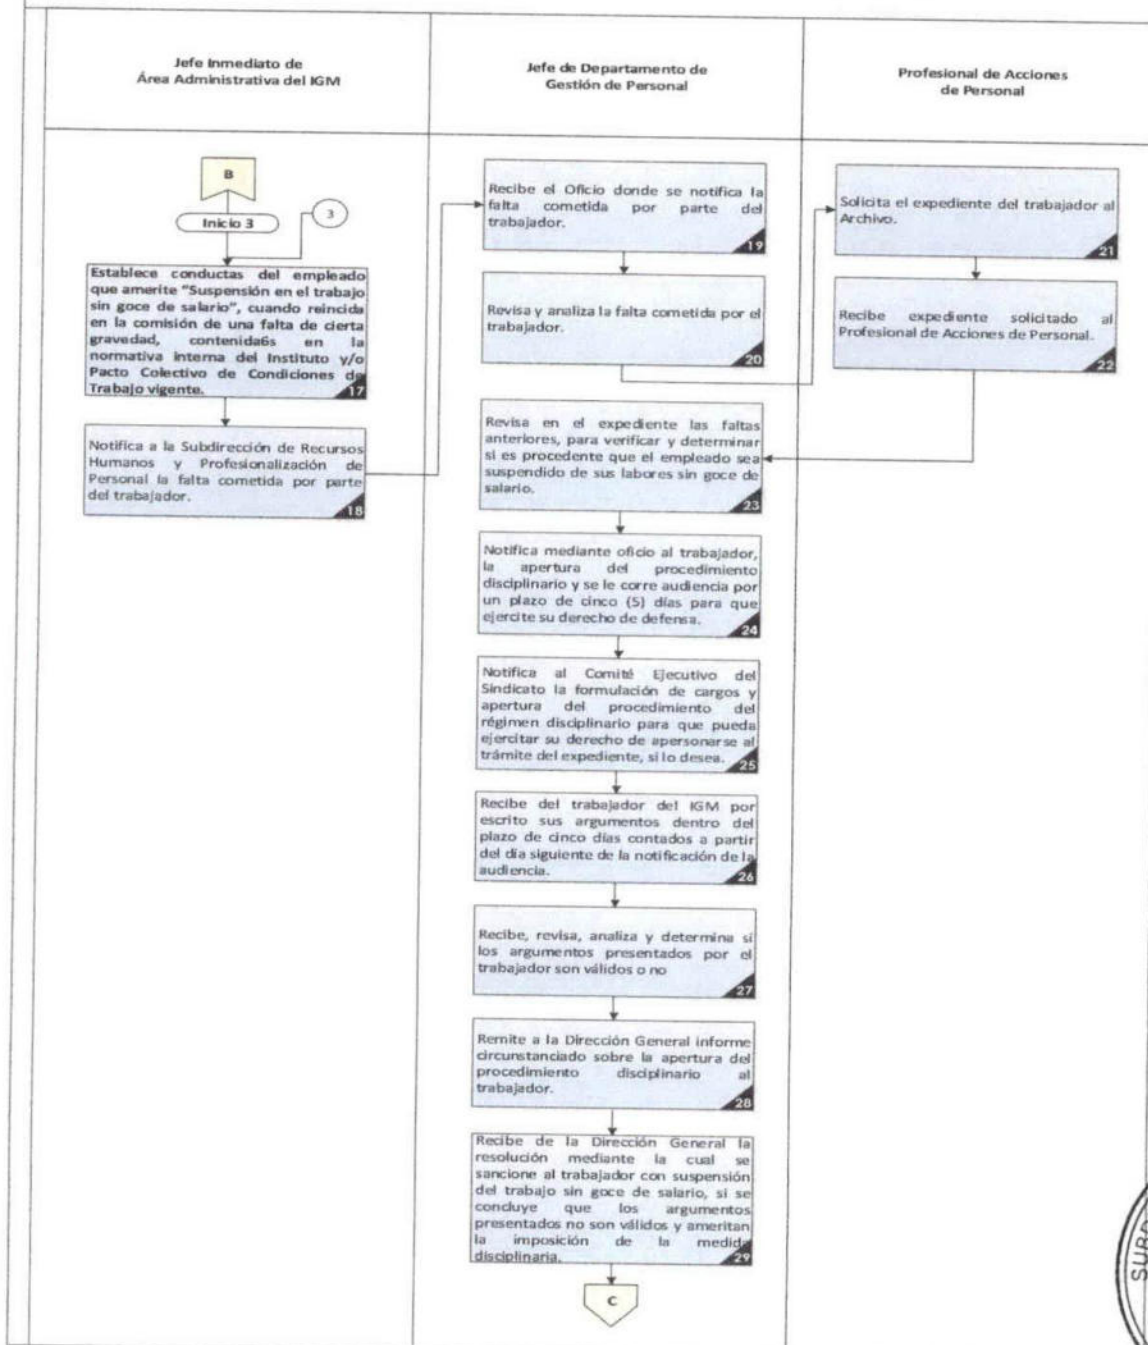 Jefe Inmediato de
Área Administrativa del IGM
Jefe de Departamento de
Gestión de Personal
Profesional de Acciones
de Personal
B
Inicio 3
3
Establece conductas del empleado
que amerite "Suspensión en el trabajo
sin goce de salario", cuando reincida
en la comisión de una falta de cierta
gravedad, contenida6s en la
normativa interna del Instituto y/o
Pacto Colectivo de Condiciones de
Trabajo vigente.
17
Notifica a la Subdirección de Recursos
Humanos y Profesionalización de
Personal la falta cometida por parte
del trabajador.
18
Recibe el Oficio donde se notifica la
falta cometida por parte del
trabajador.
19
Revisa y analiza la falta cometida por el
trabajador.
20
Solicita el expediente del trabajador al
Archivo.
21
Recibe expediente solicitado al
Profesional de Acciones de Personal.
22
Revisa en el expediente las faltas
anteriores, para verificar y determinar
si es procedente que el empleado sea
suspendido de sus labores sin goce de
salario.
23
Notifica mediante oficio al trabajador,
la apertura del procedimiento
disciplinario y se le corre audiencia por
un plazo de cinco (5) días para que
ejercite su derecho de defensa.
24
Notifica al Comité Ejecutivo del
Sindicato la formulación de cargos y
apertura del procedimiento del
régimen disciplinario para que pueda
ejercitar su derecho de apersonarse al
trámite del expediente, si lo desea.
25
Recibe del trabajador del IGM por
escrito sus argumentos dentro del
plazo de cinco días contados a partir
del día siguiente de la notificación de la
audiencia.
26
Recibe, revisa, analiza y determina si
los argumentos presentados por el
trabajador son válidos o no
27
Remite a la Dirección General informe
circunstanciado sobre la apertura del
procedimiento disciplinario al
trabajador.
28
Recibe de la Dirección General la
resolución mediante la cual se
sancione al trabajador con suspensión
del trabajo sin goce de salario, si se
concluye que los argumentos
presentados no son válidos y ameritan
la imposición de la medida
disciplinaria.
29
C